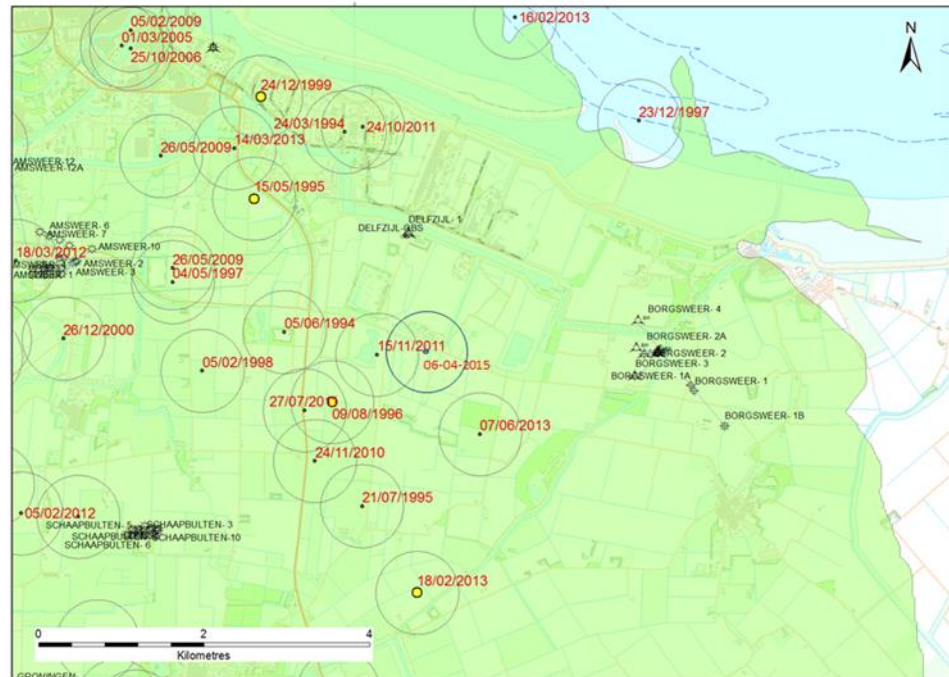 05/02/2009
01/03/2005
25/10/2006
16/02/2013
N
24/12/1999
23/12/1997
24/03/1994
24/10/2011
14/03/2013
26/05/2009
AMSWEER-12
AMSWEER-12A
15/05/1995
DELFZIJL- 1
DELFZIJL-OBS
AMSWEER- 6
AMSWEER- 7
AMSWEER-10
18/03/2012
26/05/2009
04/05/1997
AMSWEER- 2
AMSWEER- 3
26/12/2000
05/06/1994
15/11/2011
06-04-2015
05/02/1998
BORGSWEER- 4
BORGSWEER- 2A
BORGSWEER- 2
BORGSWEER- 3
BORGSWEER- 1A
BORGSWEER- 1
BORGSWEER- 1B
09/08/1996
07/06/2013
24/11/2010
21/07/1995
05/02/2012
SCHAAPBULTEN- 5
SCHAAPBULTEN- 3
SCHAAPBULTEN-10
SCHAAPBULTEN- 6
18/02/2013
0 2 4
Kilometres